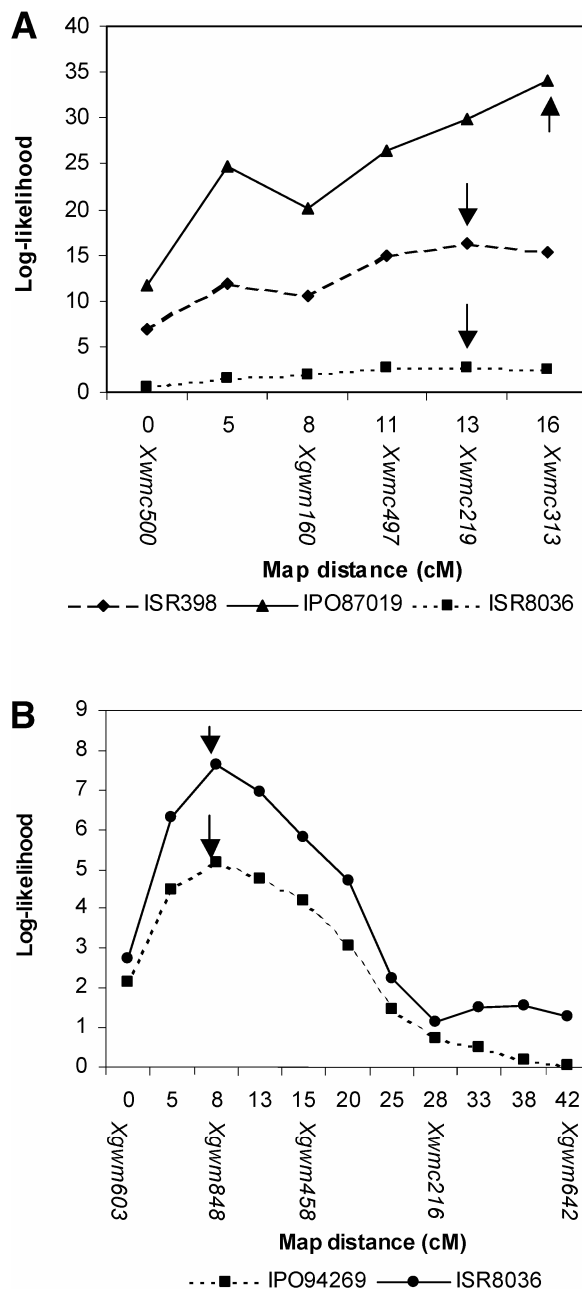 A
Log-likelihood
40
35
30
25
20
15
10
5
0
0 5 8 11 13 16
Xwmc500 Xgwm160 Xwmc497 Xwmc219 Xwmc313
Map distance (cM)
ISR398 IPO87019 ISR8036
B
Log-likelihood
9
8
7
6
5
4
3
2
1
0
0 5 8 13 15 20 25 28 33 38 42
Xgwm603 Xgwm848 Xgwm458 Xwmc216 Xgwm642
Map distance (cM)
IPO94269 ISR8036